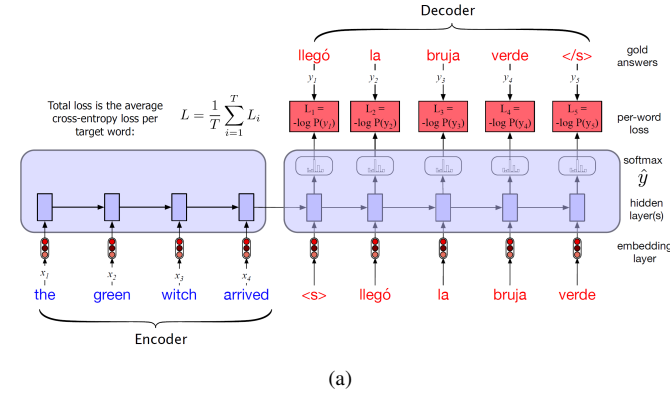 Decoder
llegó la bruja verde </s> gold answers
y1 y2 y3 y4 y5
Total loss is the average cross-entropy loss per target word:
L = 1/T ∑ᵢ₌₁ᵀ Lᵢ
L1 = -log P(y1) L2 = -log P(y2) L3 = -log P(y3) L4 = -log P(y4) L5 = -log P(y5) per-word loss
softmax
ŷ
hidden layer(s)
embedding layer
x1 x2 x3 x4
the green witch arrived <s> llegó la bruja verde
Encoder
(a)